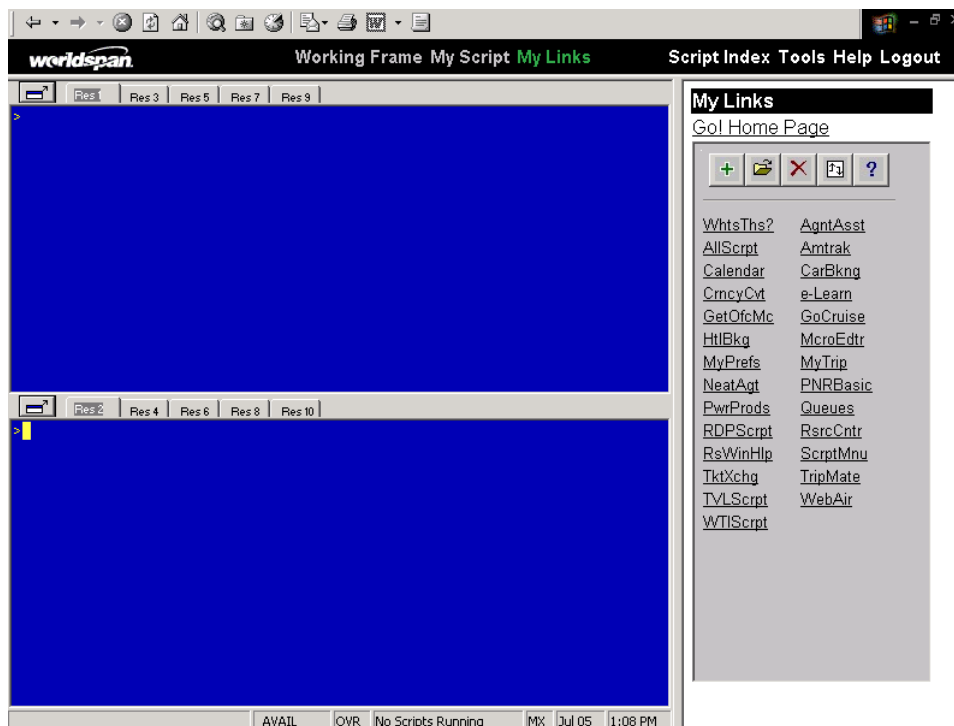 worldspan Working Frame My Script My Links Script Index Tools Help Logout
Res 1 Res 3 Res 5 Res 7 Res 9
>
Res 2 Res 4 Res 6 Res 8 Res 10
>
My Links
Go! Home Page
+ ?
WhtsThs? AgntAsst
AllScrpt Amtrak
Calendar CarBkng
CrncyCvt e-Learn
GetOfcMc GoCruise
HtlBkg McroEdtr
MyPrefs MyTrip
NeatAgt PNRBasic
PwrProds Queues
RDPScrpt RsrcCntr
RsWinHlp ScrptMnu
TktXchg TripMate
TVLScrpt WebAir
WTIScrpt
AVAIL OVR No Scripts Running MX Jul 05 1:08 PM